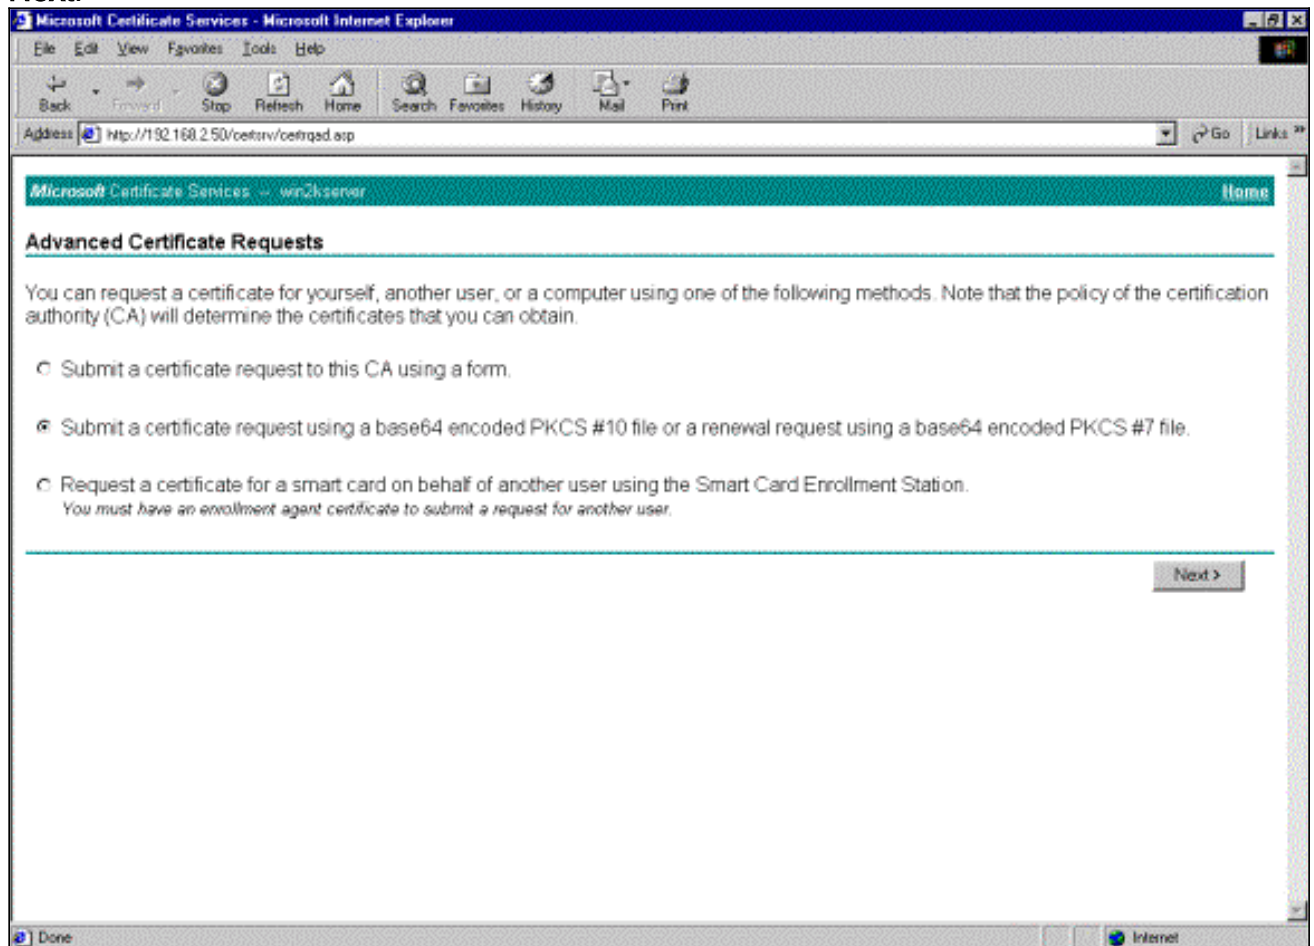 Microsoft Certificate Services - Microsoft Internet Explorer
File Edit View Favorites Tools Help
Back Forward Stop Refresh Home Search Favorites History Mail Print
Address http://192.168.2.50/certsrv/certrqad.asp Go Links »
Microsoft Certificate Services -- win2kserver Home
Advanced Certificate Requests
You can request a certificate for yourself, another user, or a computer using one of the following methods. Note that the policy of the certification
authority (CA) will determine the certificates that you can obtain.
Submit a certificate request to this CA using a form.
Submit a certificate request using a base64 encoded PKCS #10 file or a renewal request using a base64 encoded PKCS #7 file.
Request a certificate for a smart card on behalf of another user using the Smart Card Enrollment Station.
You must have an enrollment agent certificate to submit a request for another user.
Next >
Done Internet